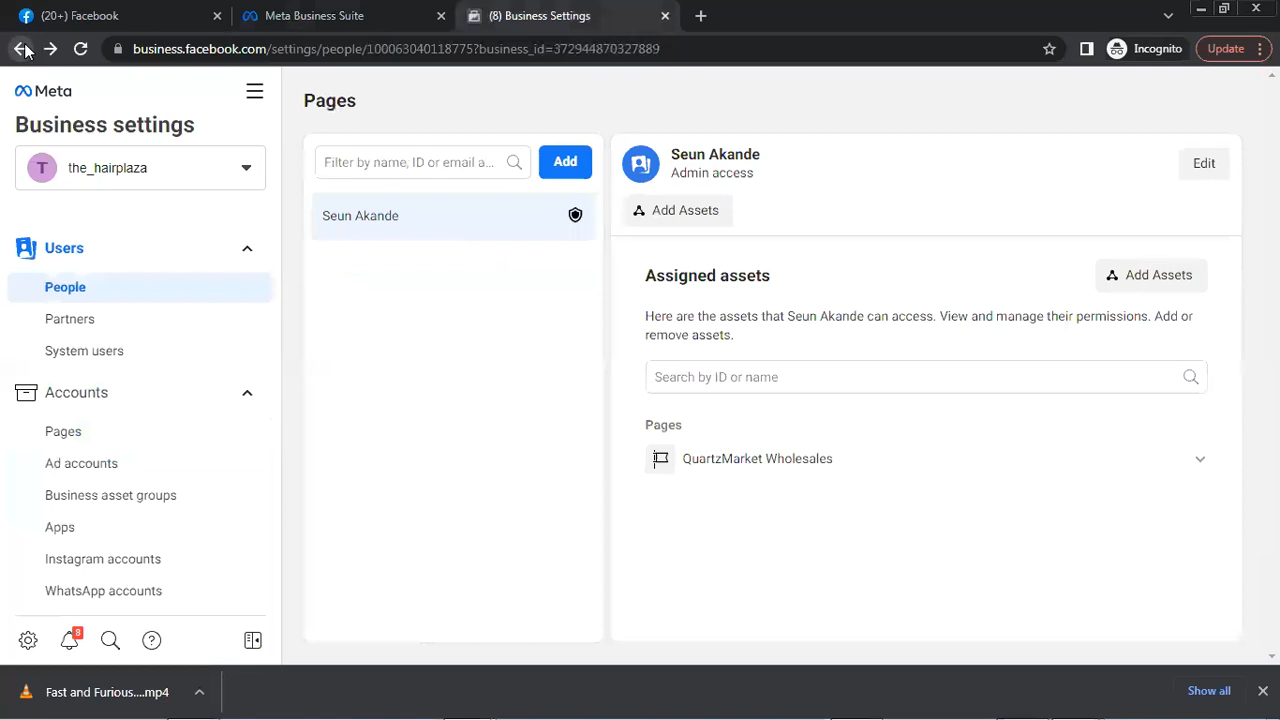 (20+) Facebook
Meta Business Suite
(8) Business Settings
business.facebook.com/settings/people/100063040118775?business_id=372944870327889
Incognito
Update
Meta
Business settings
T
the_hairplaza
Users
People
Partners
System users
Accounts
Pages
Ad accounts
Business asset groups
Apps
Instagram accounts
WhatsApp accounts
8
Pages
Filter by name, ID or email a...
Add
Seun Akande
Seun Akande
Admin access
Edit
Add Assets
Assigned assets
Add Assets
Here are the assets that Seun Akande can access. View and manage their permissions. Add or
remove assets.
Search by ID or name
Pages
QuartzMarket Wholesales
Fast and Furious....mp4
Show all